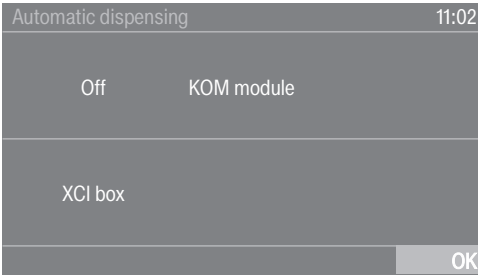 Automatic dispensing 11:02
Off KOM module
XCI box
OK